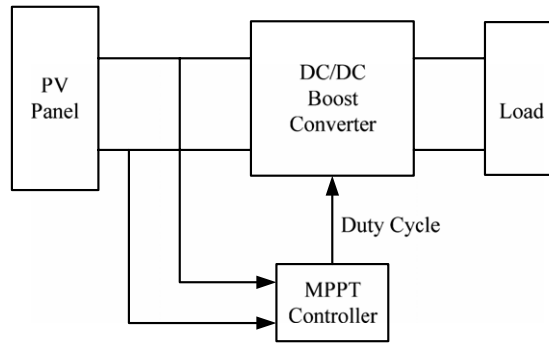 PV
Panel
DC/DC
Boost
Converter
Load
Duty Cycle
MPPT
Controller